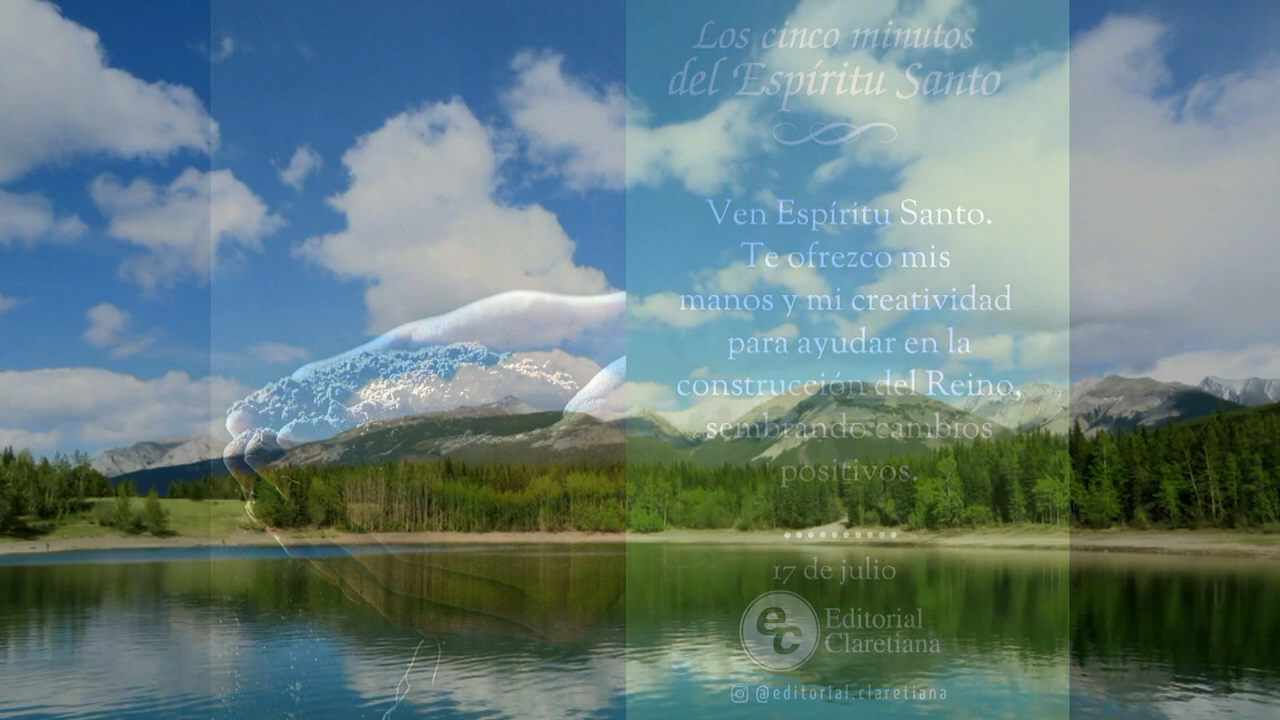 Los cinco minutos
del Espíritu Santo
Ven Espíritu Santo.
Te ofrezco mis
manos y mi creatividad
para ayudar en la
construcción del Reino,
sembrando cambios
positivos.
17 de julio
ec
Editorial
Claretiana
@editorial.claretiana